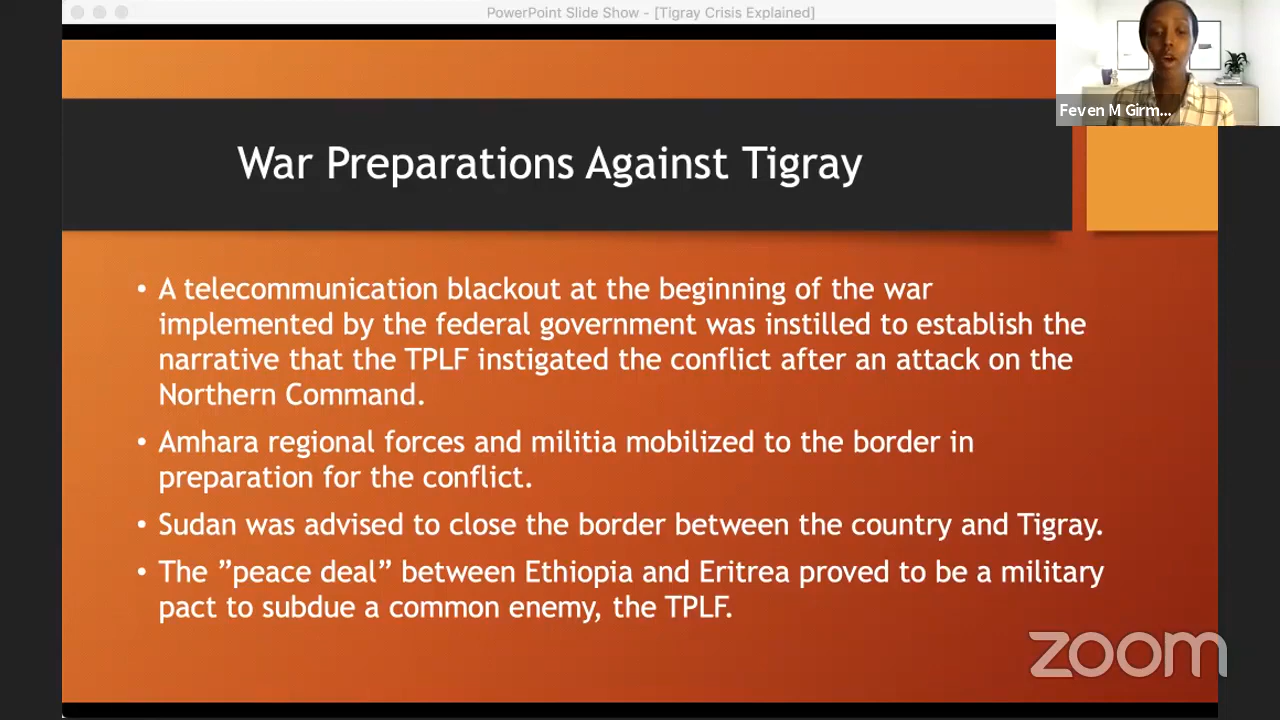 PowerPoint Slide Show - [Tigray Crisis Explained]
Feven M Girm...
War Preparations Against Tigray
• A telecommunication blackout at the beginning of the war
implemented by the federal government was instilled to establish the
narrative that the TPLF instigated the conflict after an attack on the
Northern Command.
• Amhara regional forces and militia mobilized to the border in
preparation for the conflict.
• Sudan was advised to close the border between the country and Tigray.
• The ”peace deal” between Ethiopia and Eritrea proved to be a military
pact to subdue a common enemy, the TPLF.
zoom